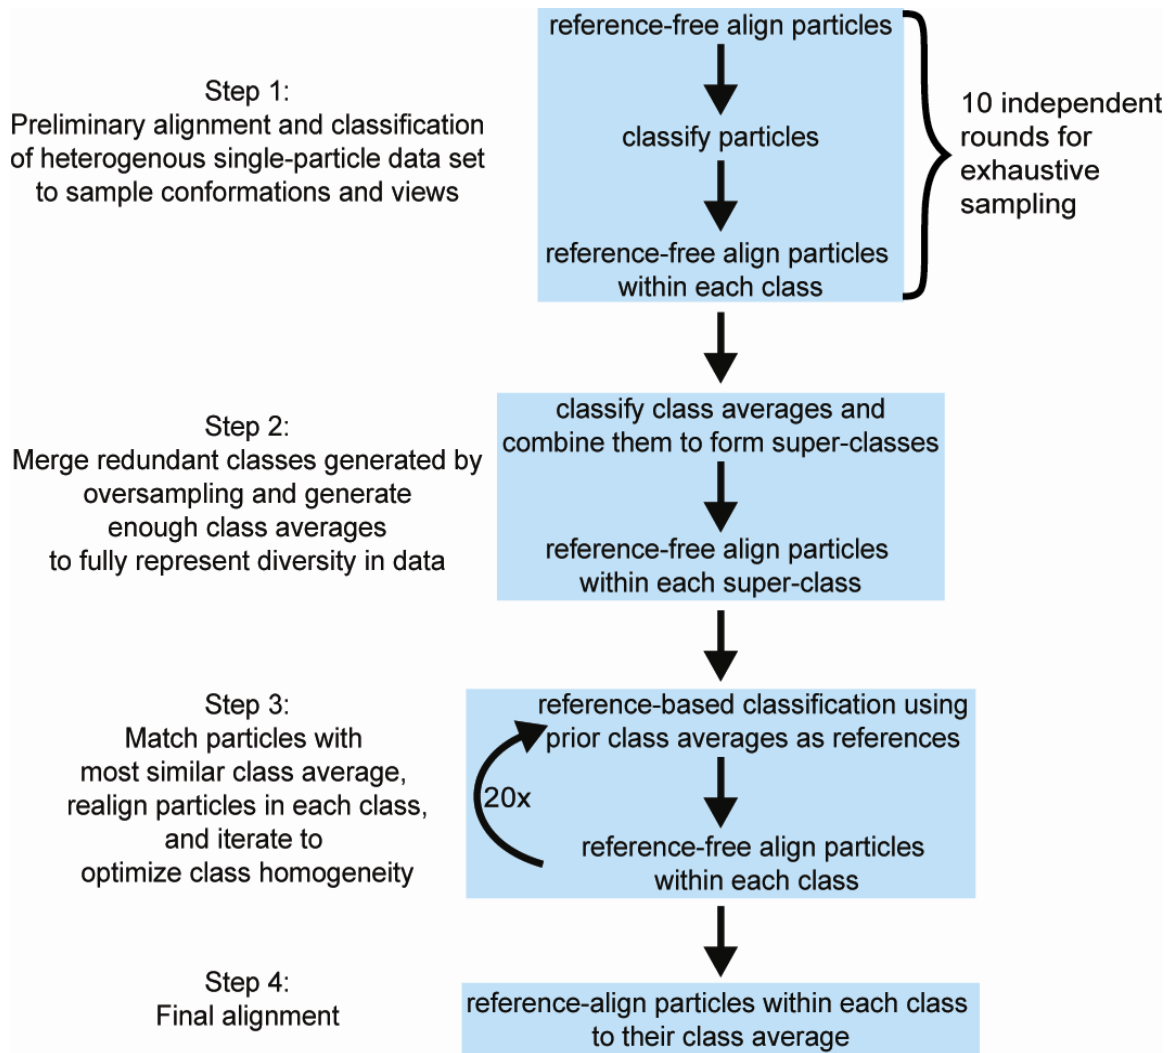 Step 1:
Preliminary alignment and classification
of heterogenous single-particle data set
to sample conformations and views
reference-free align particles
classify particles
reference-free align particles
within each class
10 independent
rounds for
exhaustive
sampling
Step 2:
Merge redundant classes generated by
oversampling and generate
enough class averages
to fully represent diversity in data
classify class averages and
combine them to form super-classes
reference-free align particles
within each super-class
Step 3:
Match particles with
most similar class average,
realign particles in each class,
and iterate to
optimize class homogeneity
reference-based classification using
prior class averages as references
20x
reference-free align particles
within each class
Step 4:
Final alignment
reference-align particles within each class
to their class average